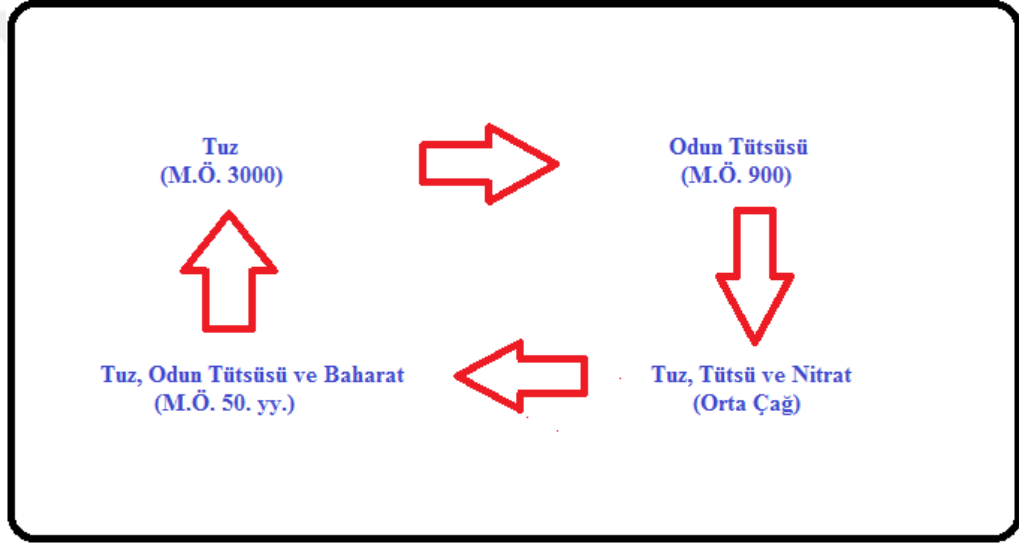 Tuz
(M.Ö. 3000)
Odun Tütsüsü
(M.Ö. 900)
Tuz, Odun Tütsüsü ve Baharat
(M.Ö. 50. yy.)
Tuz, Tütsü ve Nitrat
(Orta Çağ)